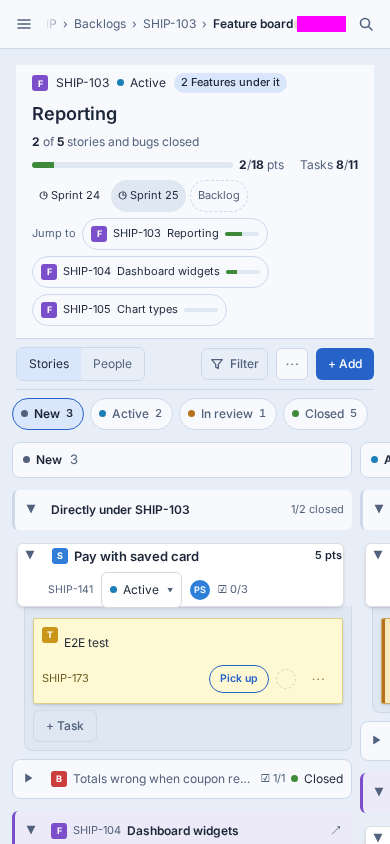 IP › Backlogs › SHIP-103 › Feature board
F SHIP-103 Active 2 Features under it
Reporting
2 of 5 stories and bugs closed
2/18 pts Tasks 8/11
Sprint 24 Sprint 25 Backlog
Jump to F SHIP-103 Reporting
F SHIP-104 Dashboard widgets
F SHIP-105 Chart types
Stories People Filter ... + Add
New 3 Active 2 In review 1 Closed 5
New 3 A
Directly under SHIP-103 1/2 closed
S Pay with saved card 5 pts
SHIP-141 Active PS 0/3
T E2E test
SHIP-173 Pick up ...
+ Task
B Totals wrong when coupon re... 1/1 Closed
F SHIP-104 Dashboard widgets